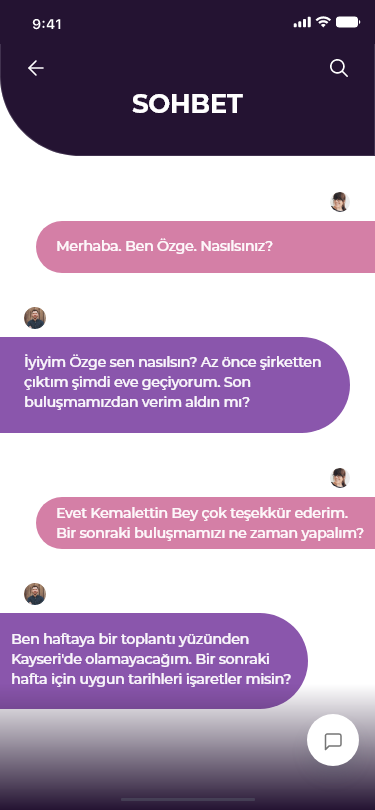 9:41
SOHBET
Merhaba. Ben Özge. Nasılsınız?
İyiyim Özge sen nasılsın? Az önce şirketten
çıktım şimdi eve geçiyorum. Son
buluşmamızdan verim aldın mı?
Evet Kemalettin Bey çok teşekkür ederim.
Bir sonraki buluşmamızı ne zaman yapalım?
Ben haftaya bir toplantı yüzünden
Kayseri'de olamayacağım. Bir sonraki
hafta için uygun tarihleri işaretler misin?